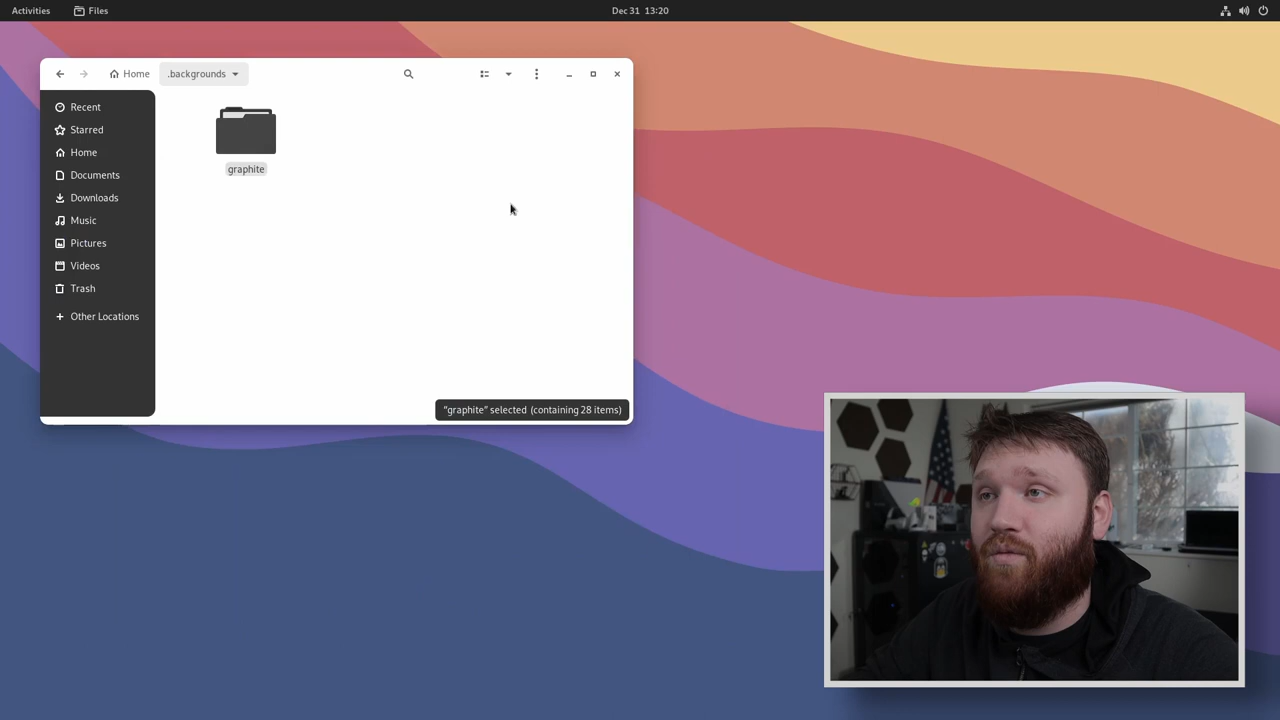 Activities Files Dec 31 13:20
Home .backgrounds
Recent
Starred
Home
Documents
Downloads
Music
Pictures
Videos
Trash
Other Locations
graphite
"graphite" selected (containing 28 items)